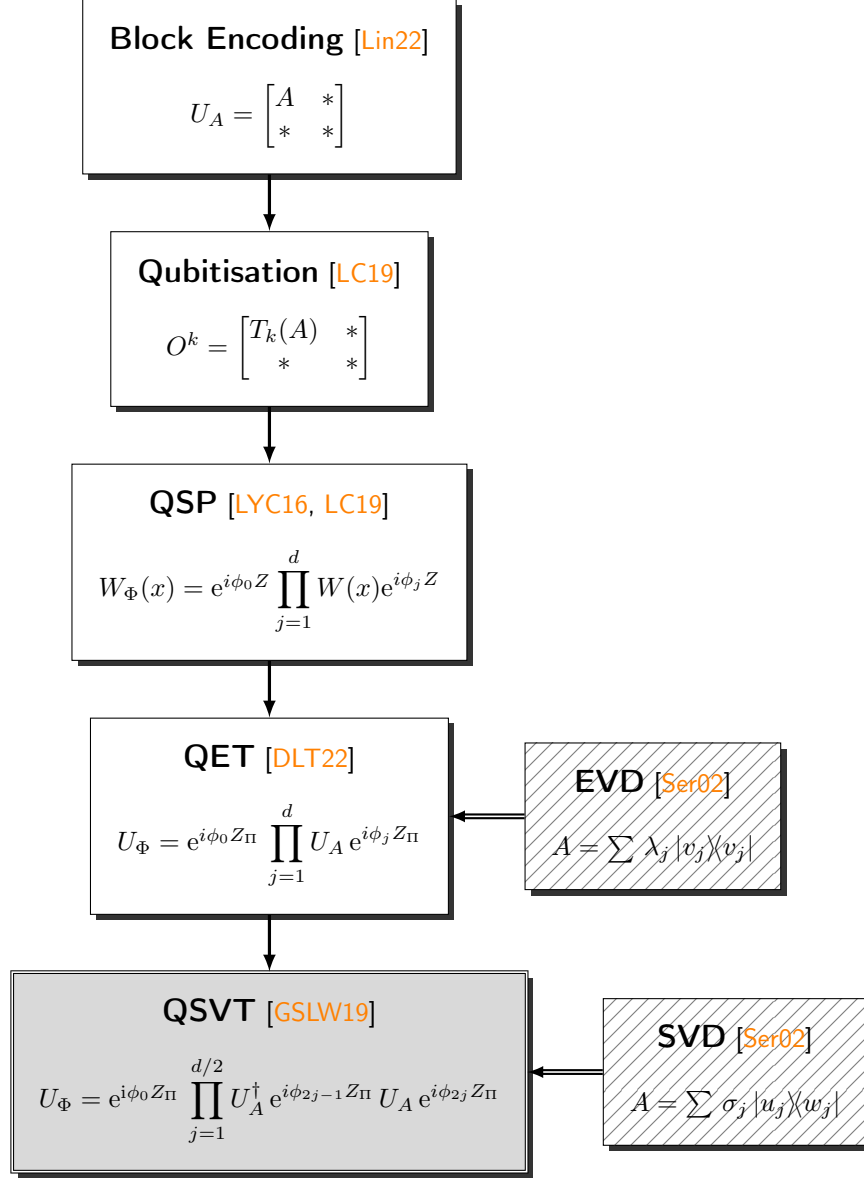 Block Encoding [Lin22]
U_A = [A * ; * *]
Qubitisation [LC19]
O^k = [T_k(A) * ; * *]
QSP [LYC16, LC19]
W_Φ(x) = e^{iϕ_0 Z} ∏_{j=1}^{d} W(x)e^{iϕ_j Z}
QET [DLT22]
U_Φ = e^{iϕ_0 Z_Π} ∏_{j=1}^{d} U_A e^{iϕ_j Z_Π}
EVD [Ser02]
A = ∑ λ_j |v_j⟩⟨v_j|
QSVT [GSLW19]
U_Φ = e^{iϕ_0 Z_Π} ∏_{j=1}^{d/2} U_A^† e^{iϕ_{2j−1} Z_Π} U_A e^{iϕ_{2j} Z_Π}
SVD [Ser02]
A = ∑ σ_j |u_j⟩⟨w_j|